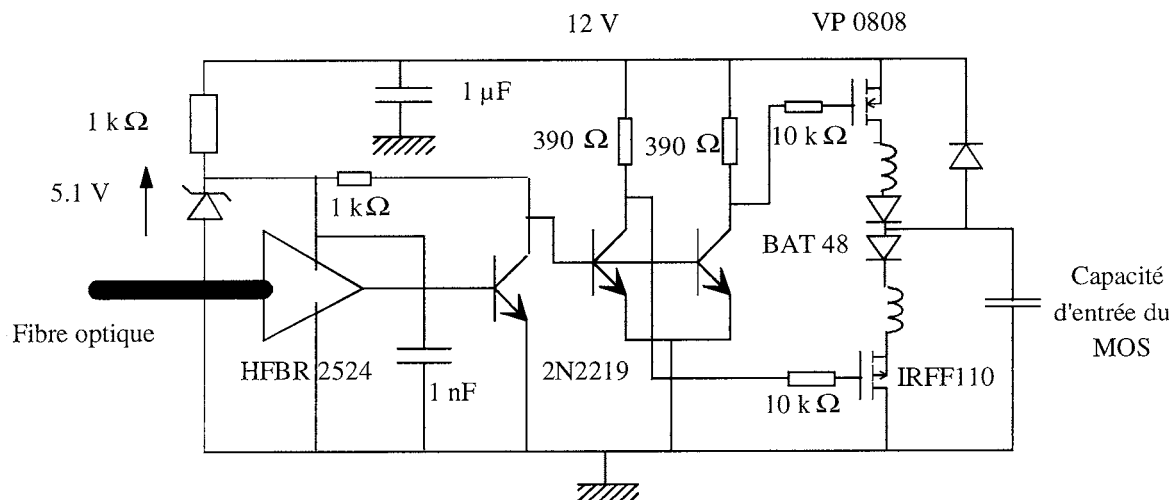 12 V
VP 0808
1 µF
1 kΩ
390 Ω
390 Ω
10 kΩ
5.1 V
1 kΩ
BAT 48
Capacité
d'entrée du
MOS
Fibre optique
HFBR 2524
1 nF
2N2219
10 kΩ
IRFF110